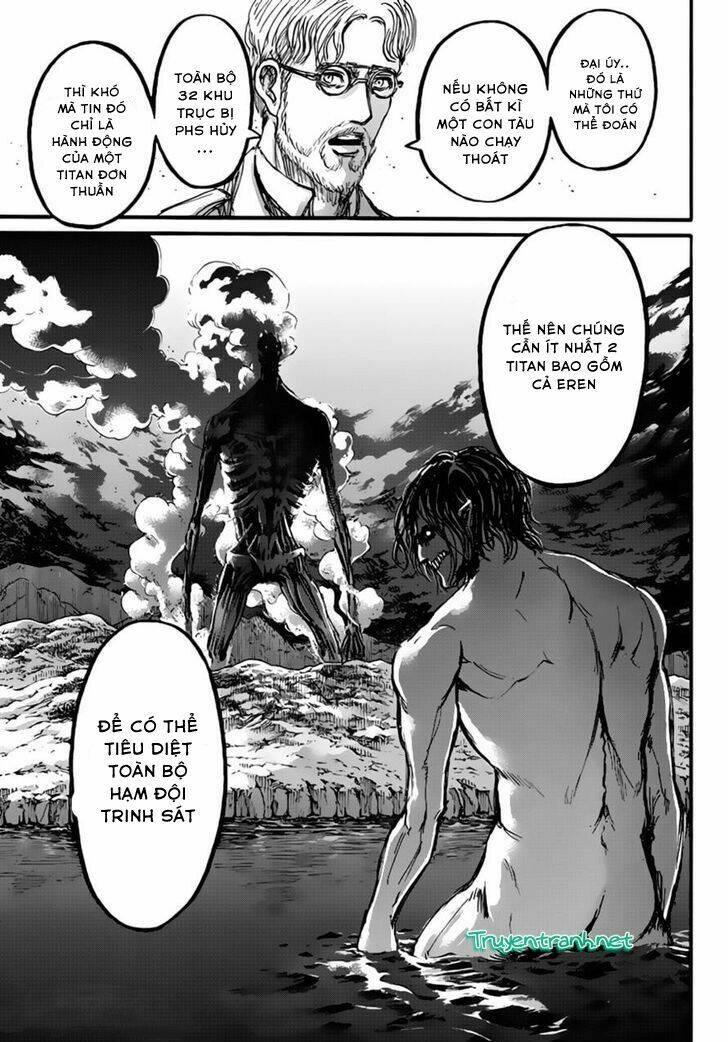 ĐẠI ÚY..
ĐÓ LÀ
NHỮNG THỨ
MÀ TÔI CÓ
THỂ ĐOÁN
NẾU KHÔNG
CÓ BẤT KÌ
MỘT CON TÀU
NÀO CHẠY
THOÁT
TOÀN BỘ
32 KHU
TRỤC BỊ
PHS HỦY
...
THÌ KHÓ
MÀ TIN ĐÓ
CHỈ LÀ
HÀNH ĐỘNG
CỦA MỘT
TITAN ĐƠN
THUẦN
THẾ NÊN CHÚNG
CẦN ÍT NHẤT 2
TITAN BAO GỒM
CẢ EREN
ĐỂ CÓ THỂ
TIÊU DIỆT
TOÀN BỘ
HẠM ĐỘI
TRINH SÁT
Truyentranh.net